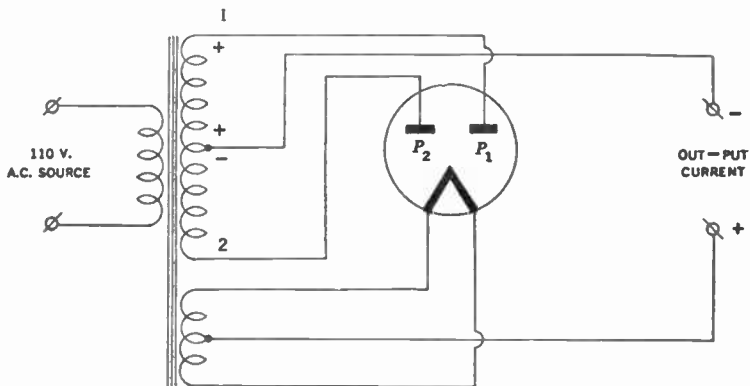 1
+
+
-
2
110 V.
A.C. SOURCE
P2
P1
-
OUT-PUT
CURRENT
+